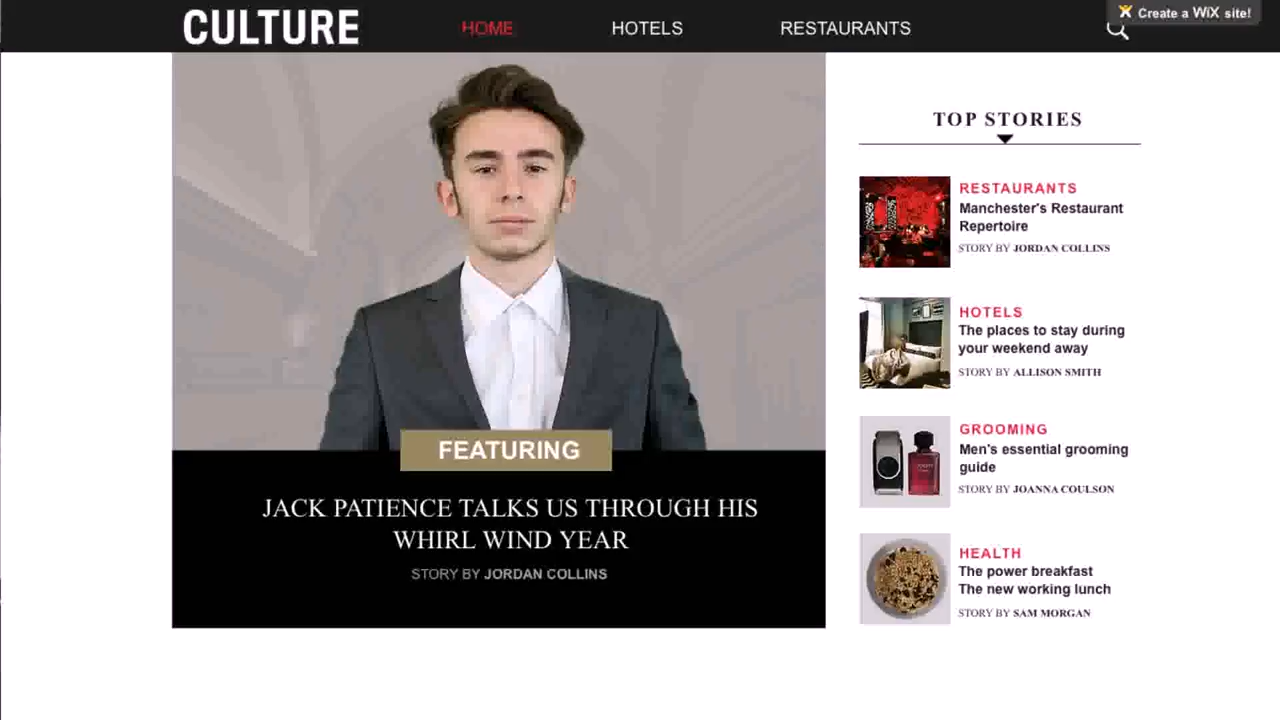 CULTURE
HOME
HOTELS
RESTAURANTS
Create a WiX site!
FEATURING
JACK PATIENCE TALKS US THROUGH HIS
WHIRL WIND YEAR
STORY BY JORDAN COLLINS
TOP STORIES
RESTAURANTS
Manchester's Restaurant
Repertoire
STORY BY JORDAN COLLINS
HOTELS
The places to stay during
your weekend away
STORY BY ALLISON SMITH
GROOMING
Men's essential grooming
guide
STORY BY JOANNA COULSON
HEALTH
The power breakfast
The new working lunch
STORY BY SAM MORGAN